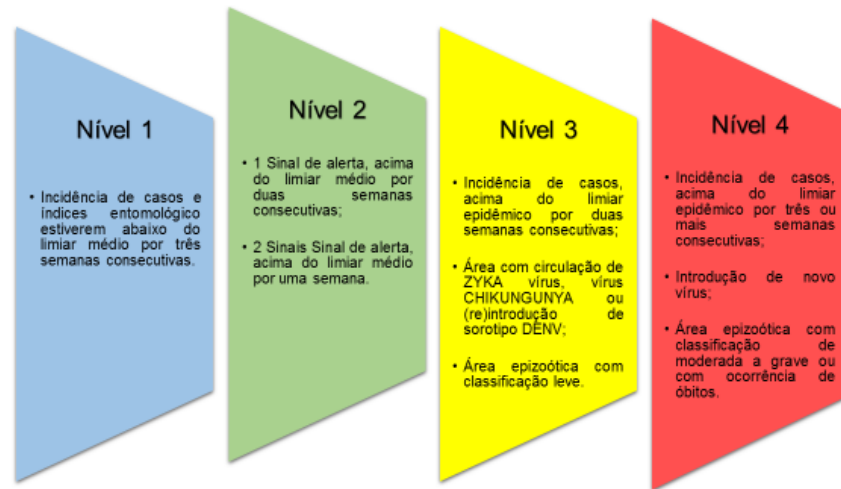 Nível 1
• Incidência de casos e
índices entomológico
estiverem abaixo do
limiar médio por três
semanas consecutivas.
Nível 2
• 1 Sinal de alerta, acima
do limiar médio por
duas semanas
consecutivas;
• 2 Sinais Sinal de alerta,
acima do limiar médio
por uma semana.
Nível 3
• Incidência de casos,
acima do limiar
epidêmico por duas
semanas consecutivas;
• Área com circulação de
ZYKA vírus, vírus
CHIKUNGUNYA ou
(re)introdução de
sorotipo DENV;
• Área epizoótica com
classificação leve.
Nível 4
• Incidência de casos,
acima do limiar
epidêmico por três ou
mais semanas
consecutivas;
• Introdução de novo
vírus;
• Área epizoótica com
classificação de
moderada a grave ou
com ocorrência de
óbitos.